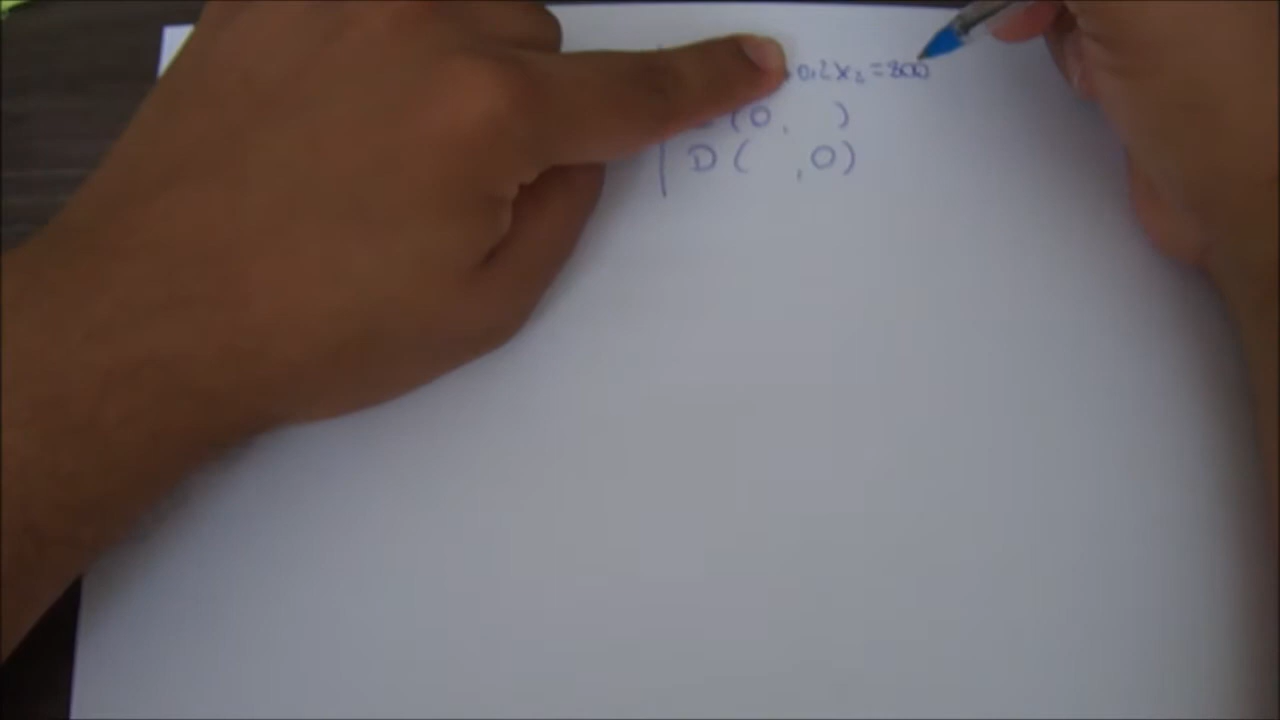 0,2x₂=800
(0, )
D ( ,0)